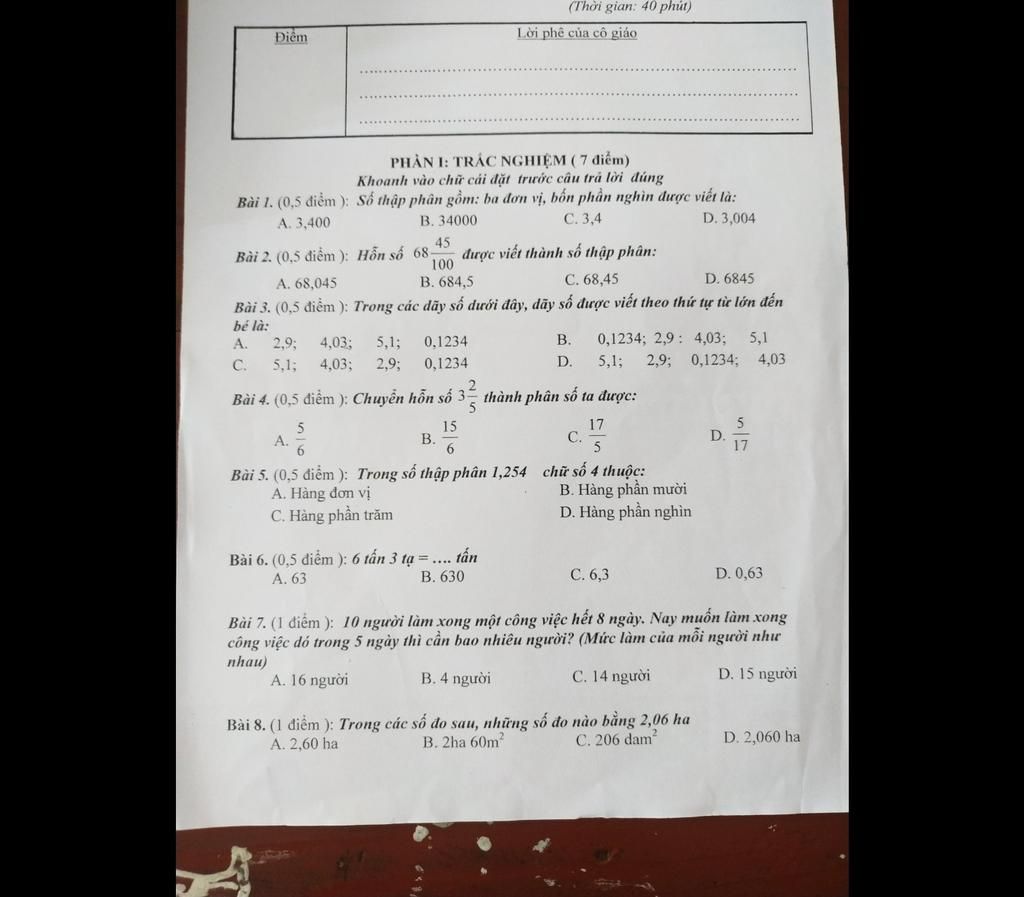 (Thời gian: 40 phút)
Điểm
Lời phê của cô giáo
PHẦN I: TRẮC NGHIỆM ( 7 điểm)
Khoanh vào chữ cái đặt trước câu trả lời đúng
Bài 1. (0,5 điểm ): Số thập phân gồm: ba đơn vị, bốn phần nghìn được viết là:
A. 3,400 B. 34000 C. 3,4 D. 3,004
Bài 2. (0,5 điểm ): Hỗn số 68 45/100 được viết thành số thập phân:
A. 68,045 B. 684,5 C. 68,45 D. 6845
Bài 3. (0,5 điểm ): Trong các dãy số dưới đây, dãy số được viết theo thứ tự từ lớn đến
bé là:
A. 2,9; 4,03; 5,1; 0,1234 B. 0,1234; 2,9 : 4,03; 5,1
C. 5,1; 4,03; 2,9; 0,1234 D. 5,1; 2,9; 0,1234; 4,03
Bài 4. (0,5 điểm ): Chuyển hỗn số 3 2/5 thành phân số ta được:
A. 5/6 B. 15/6 C. 17/5 D. 5/17
Bài 5. (0,5 điểm ): Trong số thập phân 1,254 chữ số 4 thuộc:
A. Hàng đơn vị B. Hàng phần mười
C. Hàng phần trăm D. Hàng phần nghìn
Bài 6. (0,5 điểm ): 6 tấn 3 tạ = .... tấn
A. 63 B. 630 C. 6,3 D. 0,63
Bài 7. (1 điểm ): 10 người làm xong một công việc hết 8 ngày. Nay muốn làm xong
công việc đó trong 5 ngày thì cần bao nhiêu người? (Mức làm của mỗi người như
nhau)
A. 16 người B. 4 người C. 14 người D. 15 người
Bài 8. (1 điểm ): Trong các số đo sau, những số đo nào bằng 2,06 ha
A. 2,60 ha B. 2ha 60m² C. 206 dam² D. 2,060 ha